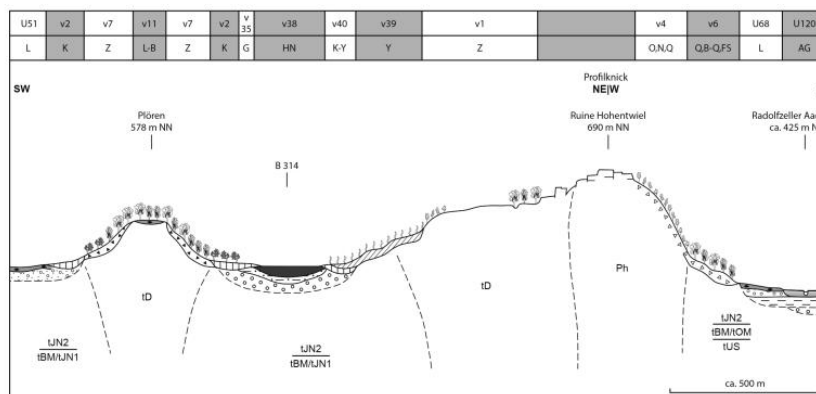 U51 v2 v7 v11 v7 v2 v 35 v38 v40 v39 v1 v4 v6 U68 U120
L K Z L-B Z K G HN K-Y Y Z O,N,Q Q,B-Q,FS L AG
SW
Profilknick
NE|W
Plören
578 m NN
Ruine Hohentwiel
690 m NN
Radolfzeller Aa
ca. 425 m N
B 314
tD
tD
Ph
tJN2
tBM/tJN1
tJN2
tBM/tJN1
tJN2
tBM/tOM
tUS
ca. 500 m